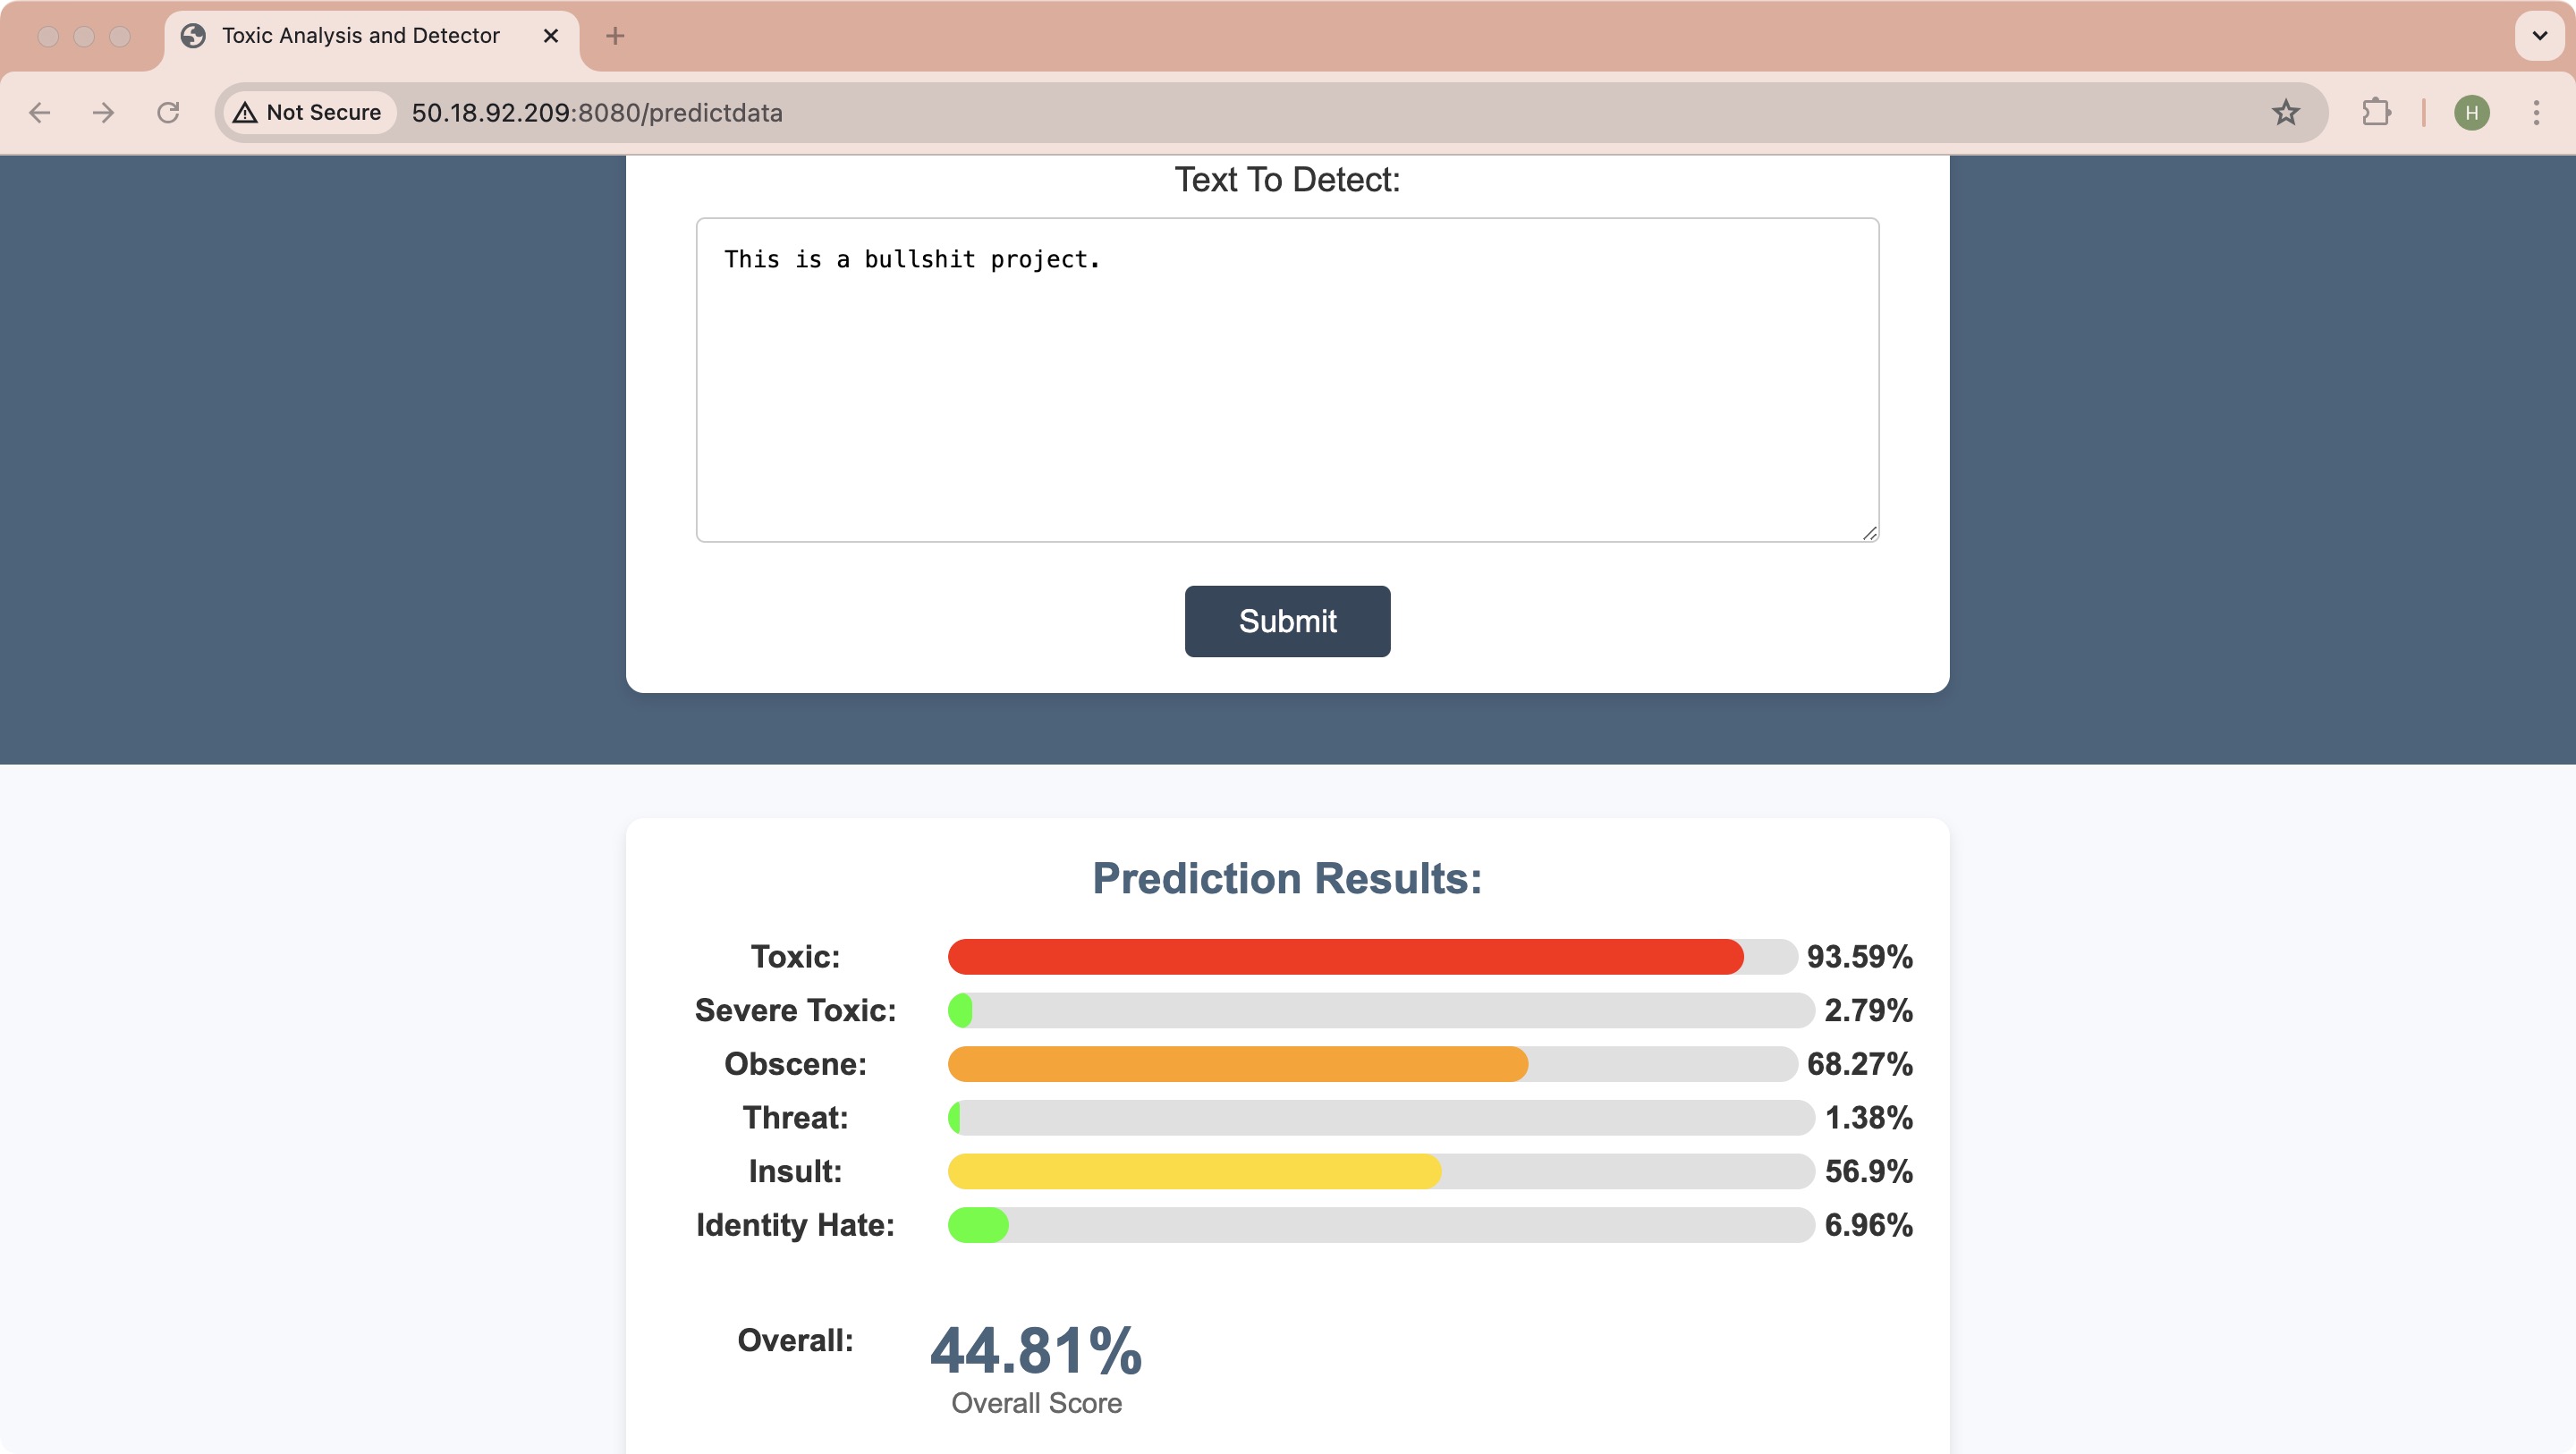 Toxic Analysis and Detector
Not Secure 50.18.92.209:8080/predictdata
H
Text To Detect:
This is a bullshit project.
Submit
Prediction Results:
Toxic: 93.59%
Severe Toxic: 2.79%
Obscene: 68.27%
Threat: 1.38%
Insult: 56.9%
Identity Hate: 6.96%
Overall: 44.81%
Overall Score